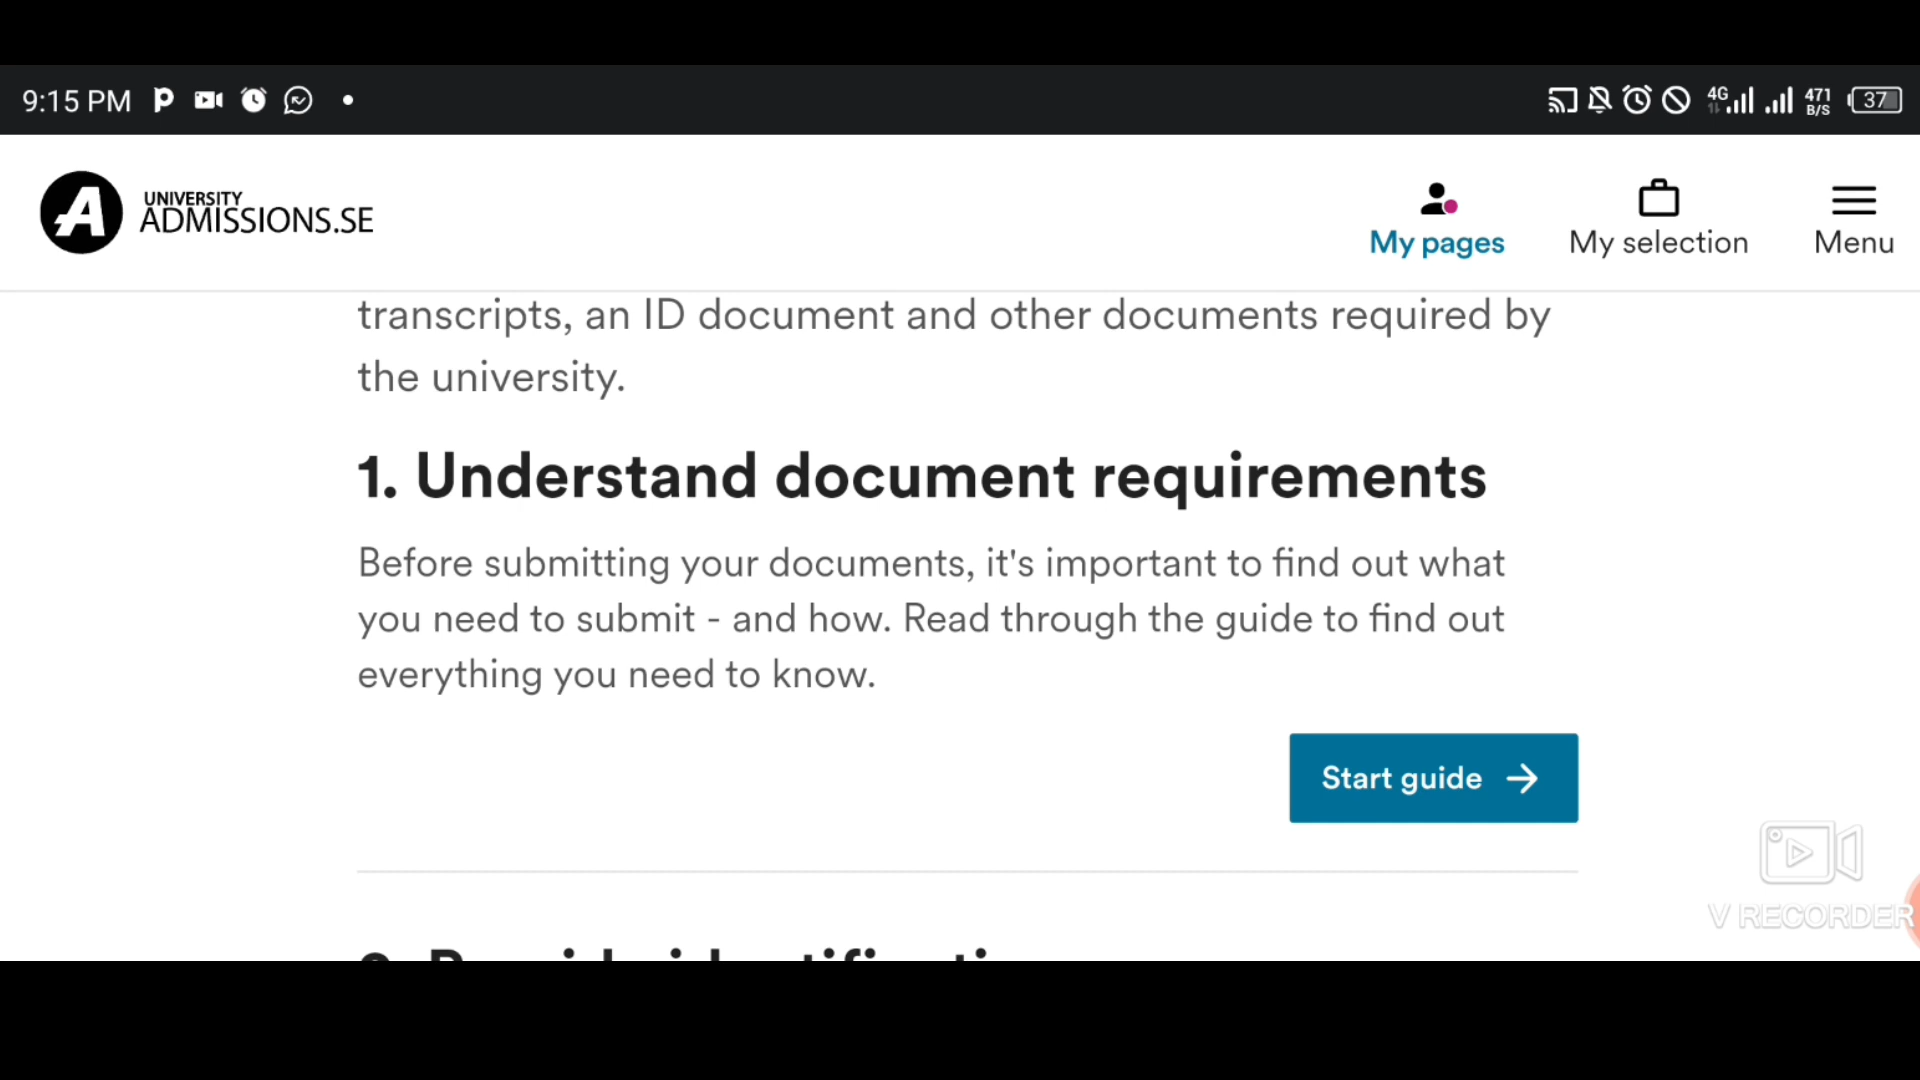 9:15 PM
4G
471
B/S
37
UNIVERSITY
ADMISSIONS.SE
My pages
My selection
Menu
transcripts, an ID document and other documents required by
the university.
1. Understand document requirements
Before submitting your documents, it's important to find out what
you need to submit - and how. Read through the guide to find out
everything you need to know.
Start guide
V RECORDER